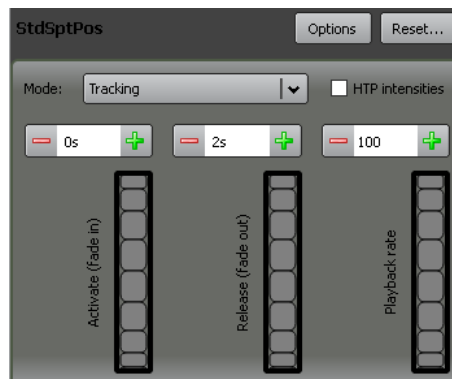 StdSptPos
Options
Reset...
Mode:
Tracking
HTP intensities
0s
2s
100
Activate (fade in)
Release (fade out)
Playback rate